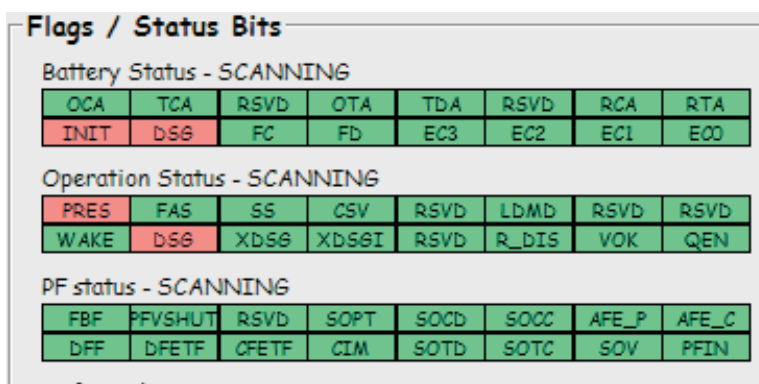 Flags / Status Bits
Battery Status - SCANNING
OCA TCA RSVD OTA TDA RSVD RCA RTA
INIT DSG FC FD EC3 EC2 EC1 EC0
Operation Status - SCANNING
PRES FAS SS CSV RSVD LDMD RSVD RSVD
WAKE DSG XDSG XDSGI RSVD R_DIS VOK QEN
PF status - SCANNING
FBF PFVSHUT RSVD SOPT SOCD SOCC AFE_P AFE_C
DFF DFETF CFETF CIM SOTD SOTC SOV PFIN